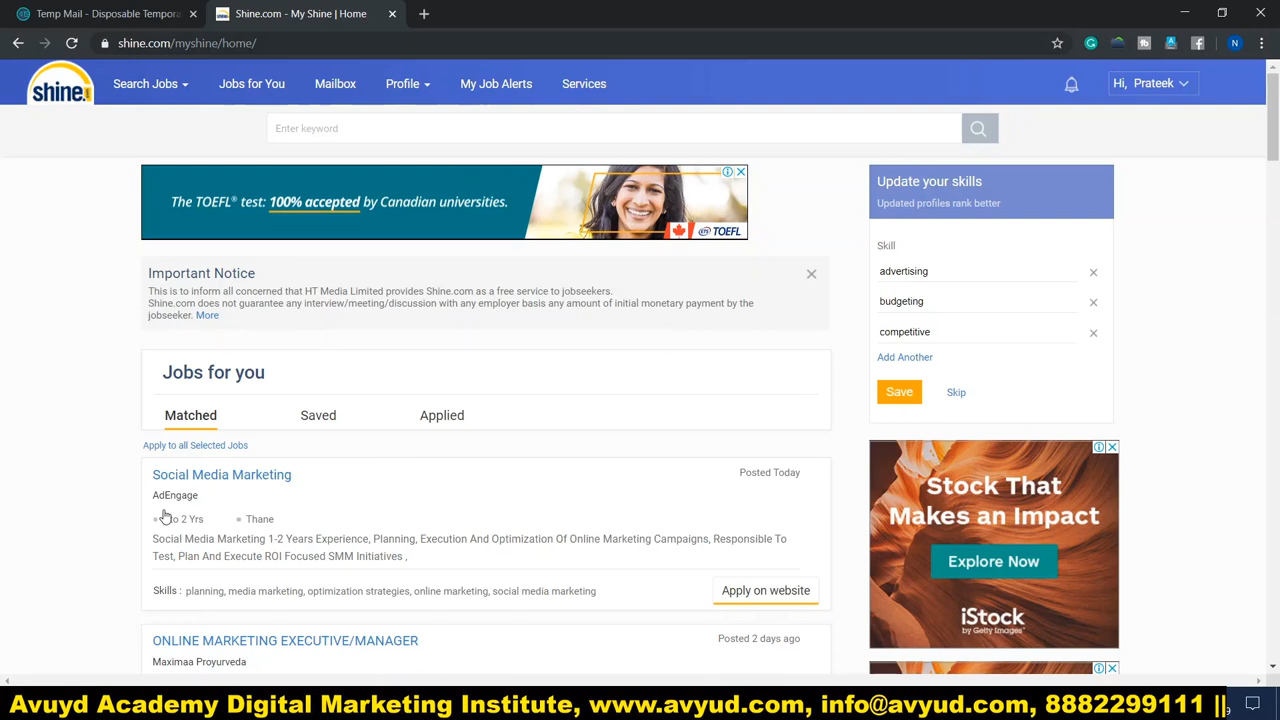 Temp Mail - Disposable Tempora
shine.com - My Shine | Home
shine.com/myshine/home/
N
shine.
Search Jobs
Jobs for You
Mailbox
Profile
My Job Alerts
Services
Hi, Prateek
Enter keyword
The TOEFL® test: 100% accepted by Canadian universities.
TOEFL
Important Notice
This is to inform all concerned that HT Media Limited provides Shine.com as a free service to jobseekers.
Shine.com does not guarantee any interview/meeting/discussion with any employer basis any amount of initial monetary payment by the
jobseeker. More
Jobs for you
Matched
Saved
Applied
Apply to all Selected Jobs
Social Media Marketing
Posted Today
AdEngage
to 2 Yrs
Thane
Social Media Marketing 1-2 Years Experience, Planning, Execution And Optimization Of Online Marketing Campaigns, Responsible To
Test, Plan And Execute ROI Focused SMM Initiatives ,
Skills : planning, media marketing, optimization strategies, online marketing, social media marketing
Apply on website
ONLINE MARKETING EXECUTIVE/MANAGER
Posted 2 days ago
Maximaa Proyurveda
Update your skills
Updated profiles rank better
Skill
advertising
budgeting
competitive
Add Another
Save
Skip
Stock That
Makes an Impact
Explore Now
iStock
by Getty Images
Avuyd Academy Digital Marketing Institute, www.avyud.com, info@avyud.com, 8882299111 ||